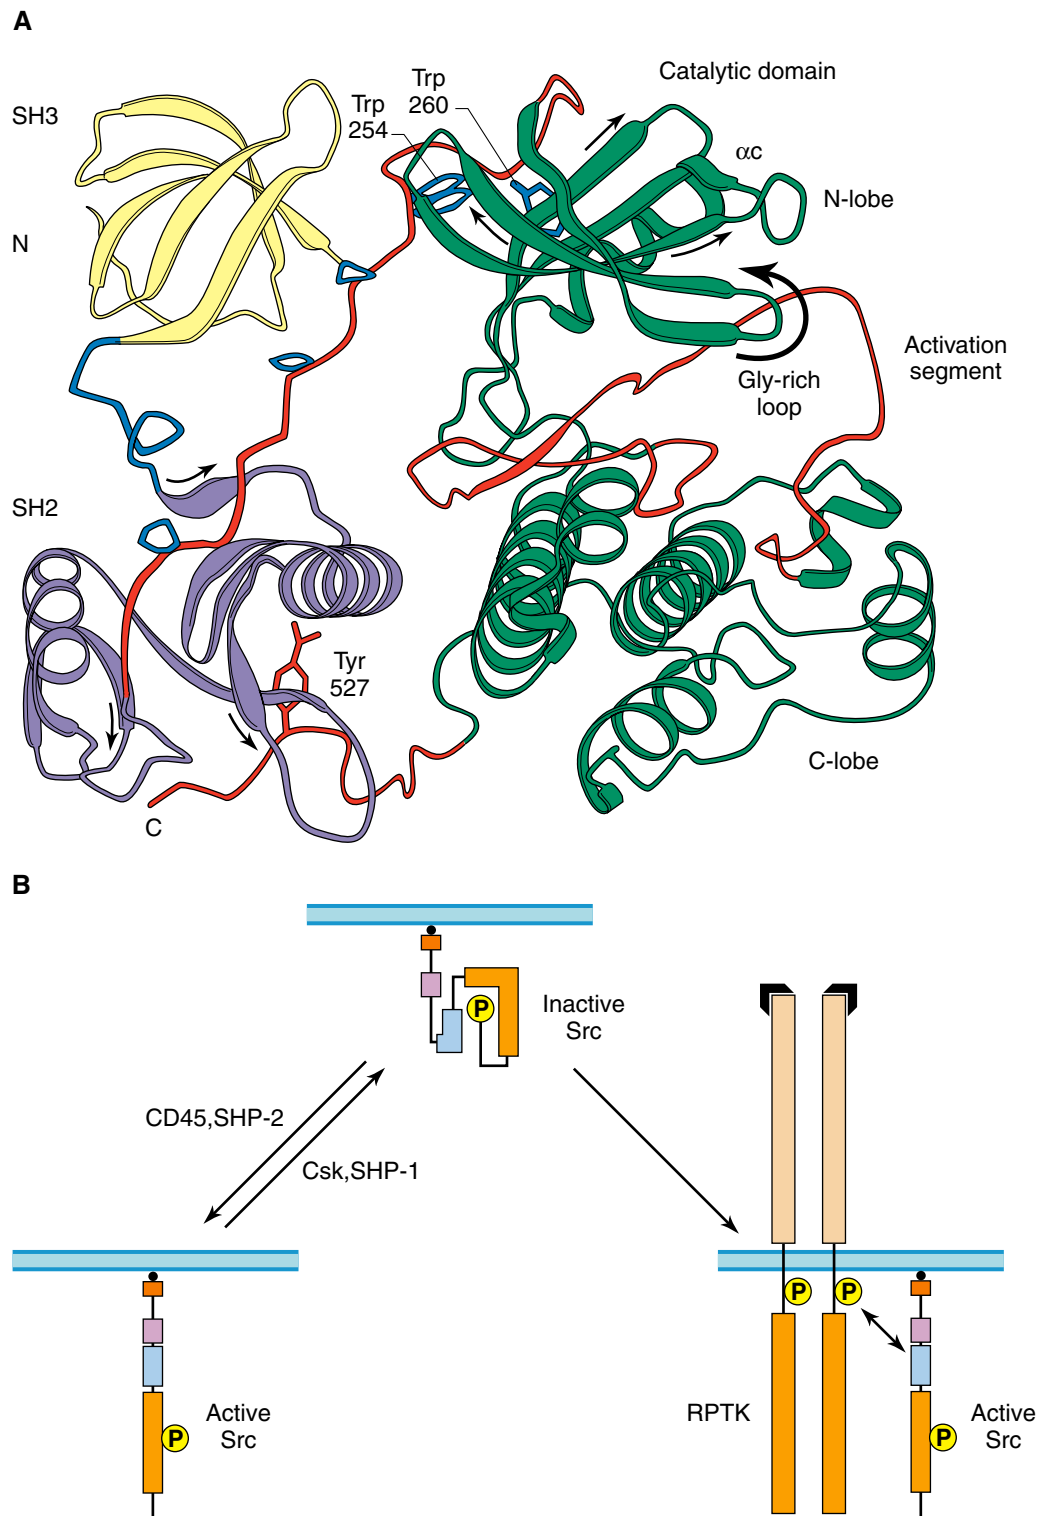 A
SH3
Trp
254
Trp
260
Catalytic domain
αc
N-lobe
N
Activation
segment
Gly-rich
loop
SH2
Tyr
527
C-lobe
C
B
P
Inactive
Src
CD45,SHP-2
Csk,SHP-1
P
P
P
Active
Src
RPTK
P
Active
Src